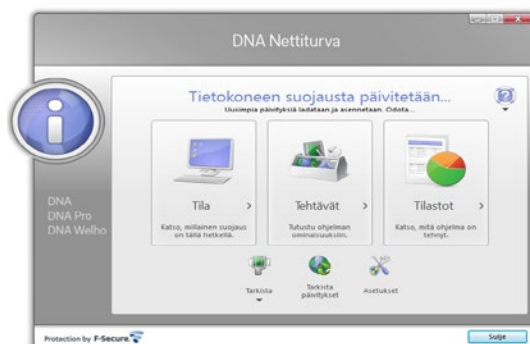 DNA Nettiturva
Tietokoneen suojausta päivitetään...
Uusimpia päivityksiä ladataan ja asennetaan. Odota...
Tila
Katso, millainen suojaus
on tällä hetkellä.
Tehtävät
Tutustu ohjelman
ominaisuuksiin.
Tilastot
Katso, mitä ohjelma on
tehnyt.
DNA
DNA Pro
DNA Welho
Tarkista
Tarkista
päivitykset
Asetukset
Protection by F-Secure.
Sulje